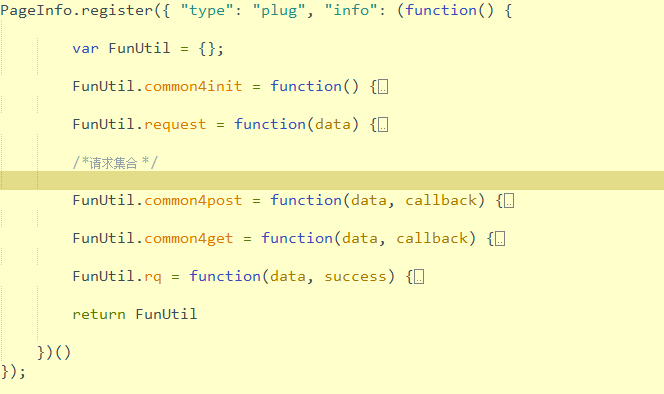 PageInfo.register({ "type": "plug", "info": (function() {
var FunUtil = {};
FunUtil.common4init = function() {..
FunUtil.request = function(data) {..
/*请求集合 */
FunUtil.common4post = function(data, callback) {..
FunUtil.common4get = function(data, callback) {..
FunUtil.rq = function(data, success) {..
return FunUtil
})()
});